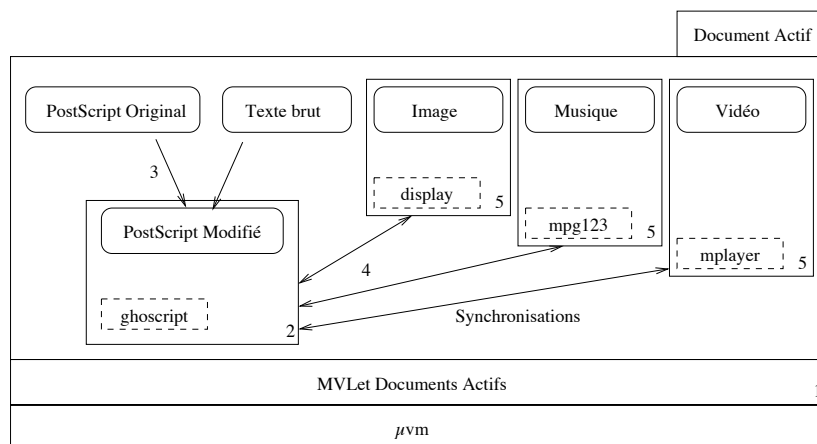 Document Actif
PostScript Original
Texte brut
Image
Musique
Vidéo
3
display
5
mpg123
5
mplayer
5
PostScript Modifié
4
ghoscript
2
Synchronisations
MVLet Documents Actifs
1
µvm